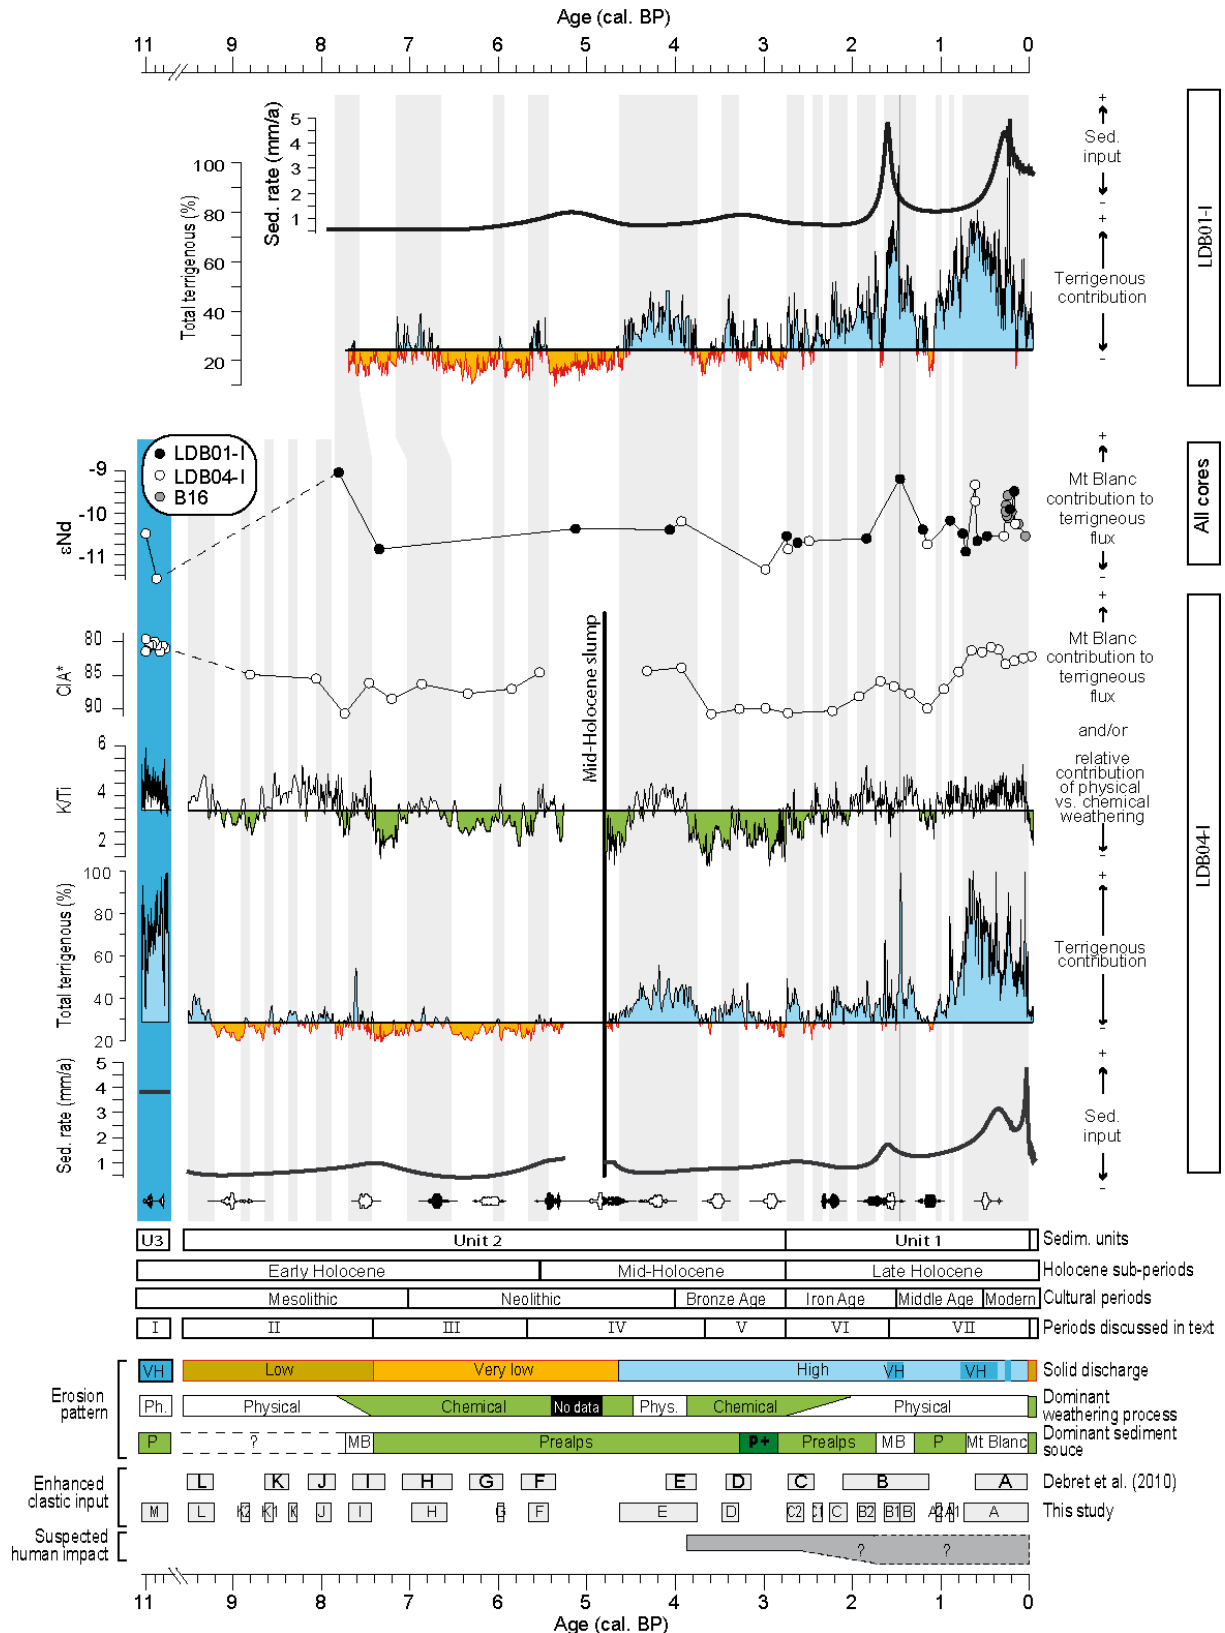 Age (cal. BP)
11 9 8 7 6 5 4 3 2 1 0
Sed. rate (mm/a)
5
4
3
2
1
Total terrigenous (%)
100
80
60
40
20
+
Sed.
input
-
+
Terrigenous
contribution
-
LDB01-I
LDB01-I
LDB04-I
B16
εNd
-9
-10
-11
+
Mt Blanc
contribution to
terrigneous
flux
-
All cores
CIA*
80
85
90
Mid-Holocene slump
+
Mt Blanc
contribution to
terrigneous
flux
and/or
relative
contribution
of physical
vs. chemical
weathering
-
K/Ti
6
4
2
Total terrigenous (%)
100
80
60
40
20
+
Terrigenous
contribution
-
Sed. rate (mm/a)
5
4
3
2
1
+
Sed.
input
-
LDB04-I
U3 Unit 2 Unit 1 Sedim. units
Early Holocene Mid-Holocene Late Holocene Holocene sub-periods
Mesolithic Neolithic Bronze Age Iron Age Middle Age Modern Cultural periods
I II III IV V VI VII Periods discussed in text
Erosion
pattern
VH Low Very low High VH VH Solid discharge
Ph. Physical Chemical No data Phys. Chemical Physical Dominant
weathering process
P ? MB Prealps P+ Prealps MB P Mt Blanc Dominant sediment
souce
Enhanced
clastic input
L K J I H G F E D C B A Debret et al. (2010)
M L K2 K1 K J I H G F E D C2 C1 C B2 B1 B A2 A1 A This study
Suspected
human impact
? ?
11 9 8 7 6 5 4 3 2 1 0
Age (cal. BP)